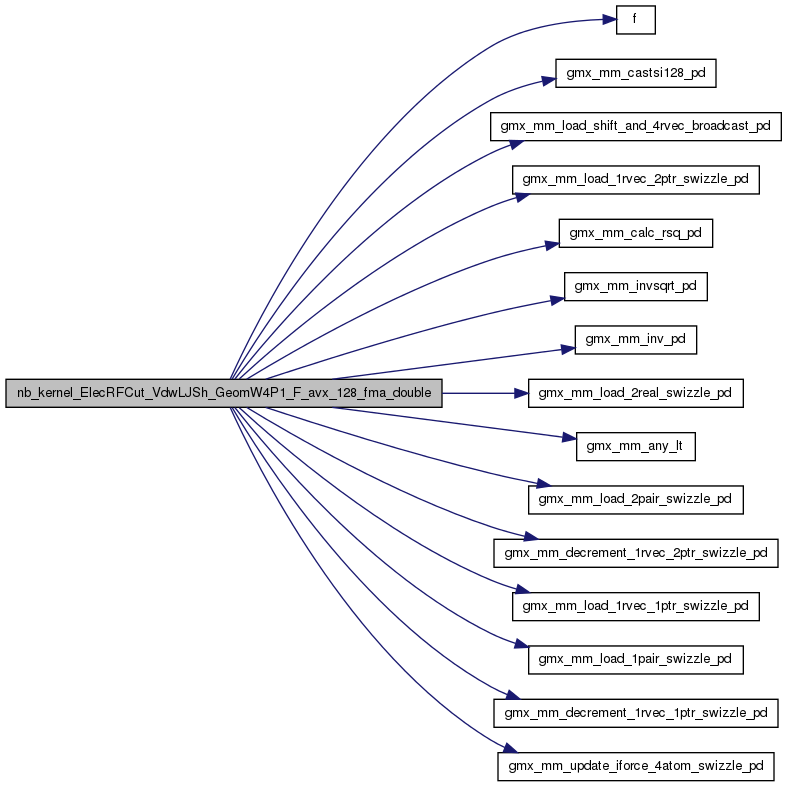 f
gmx_mm_castsi128_pd
gmx_mm_load_shift_and_4rvec_broadcast_pd
gmx_mm_load_1rvec_2ptr_swizzle_pd
gmx_mm_calc_rsq_pd
gmx_mm_invsqrt_pd
gmx_mm_inv_pd
nb_kernel_ElecRFCut_VdwLJSh_GeomW4P1_F_avx_128_fma_double
gmx_mm_load_2real_swizzle_pd
gmx_mm_any_lt
gmx_mm_load_2pair_swizzle_pd
gmx_mm_decrement_1rvec_2ptr_swizzle_pd
gmx_mm_load_1rvec_1ptr_swizzle_pd
gmx_mm_load_1pair_swizzle_pd
gmx_mm_decrement_1rvec_1ptr_swizzle_pd
gmx_mm_update_iforce_4atom_swizzle_pd